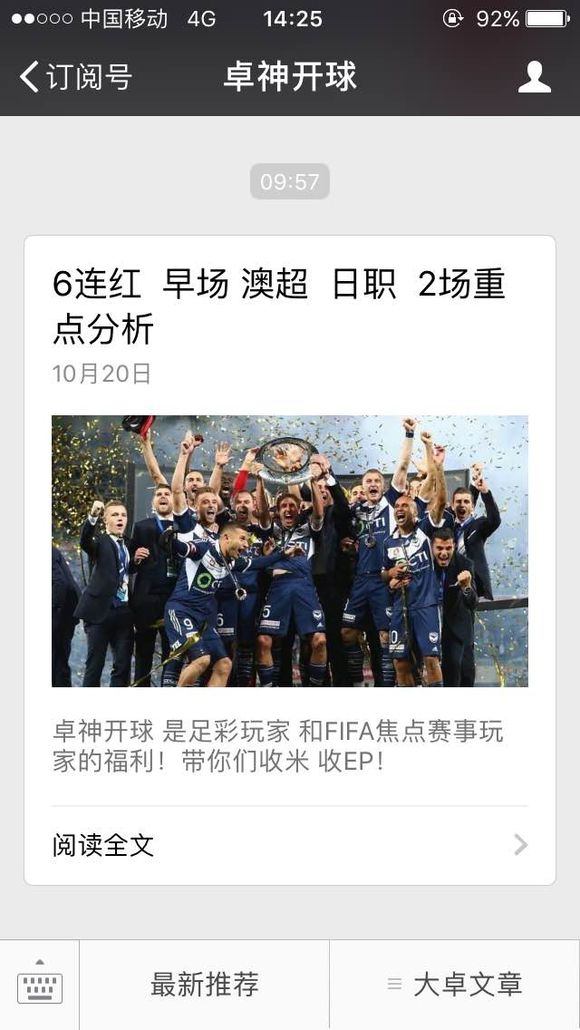 中国移动 4G 14:25 92%
订阅号 卓神开球
09:57
6连红 早场 澳超 日职 2场重
点分析
10月20日
9
5
卓神开球 是足彩玩家 和FIFA焦点赛事玩
家的福利！带你们收米 收EP！
阅读全文
最新推荐 大卓文章